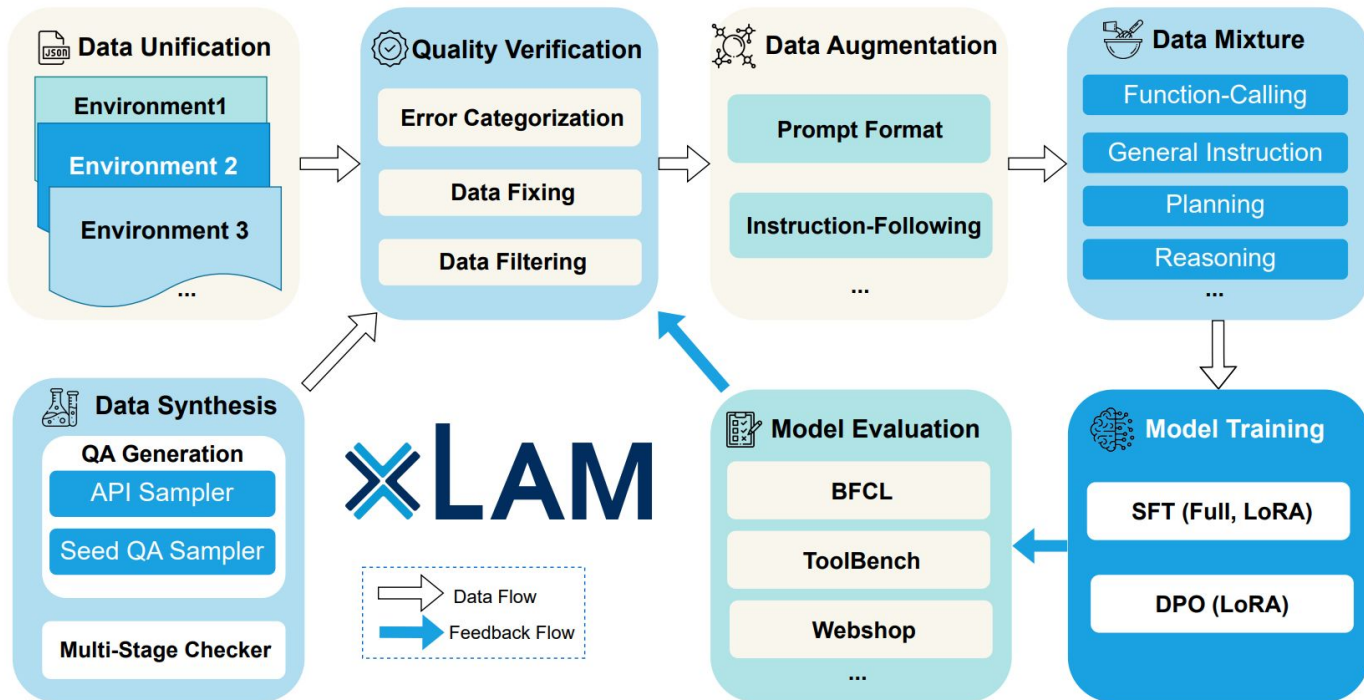 JSON
Data Unification
Environment1
Environment 2
Environment 3
...
Quality Verification
Error Categorization
Data Fixing
Data Filtering
Data Augmentation
Prompt Format
Instruction-Following
...
Data Mixture
Function-Calling
General Instruction
Planning
Reasoning
...
Data Synthesis
QA Generation
API Sampler
Seed QA Sampler
Multi-Stage Checker
xLAM
Data Flow
Feedback Flow
Model Evaluation
BFCL
ToolBench
Webshop
...
Model Training
SFT (Full, LoRA)
DPO (LoRA)